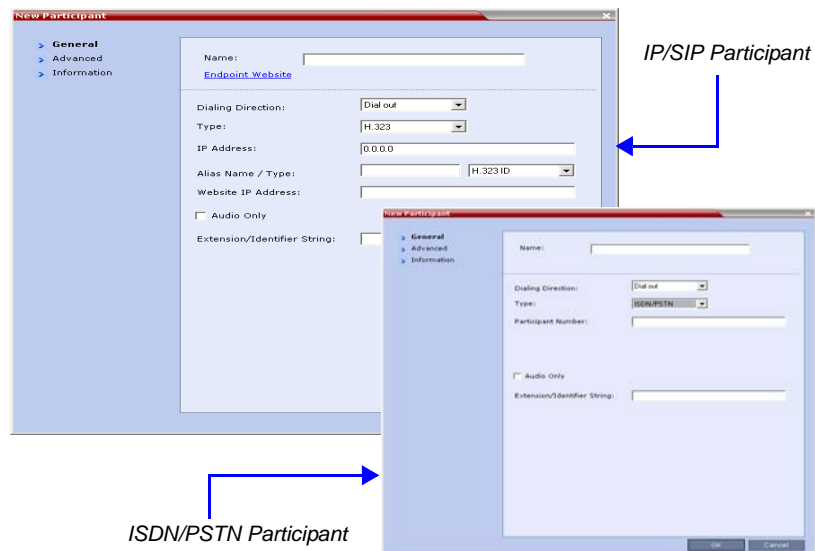 New Participant
General
Advanced
Information
Name:
Endpoint Website
Dialing Direction: Dial out
Type: H.323
IP Address: 0.0.0.0
Alias Name / Type: H.323 ID
Website IP Address:
Audio Only
Extension/Identifier String:
IP/SIP Participant
New Participant
General
Advanced
Information
Name:
Dialing Direction: Dial out
Type: ISDN/PSTN
Participant Number:
Audio Only
Extension/Identifier String:
OK Cancel
ISDN/PSTN Participant